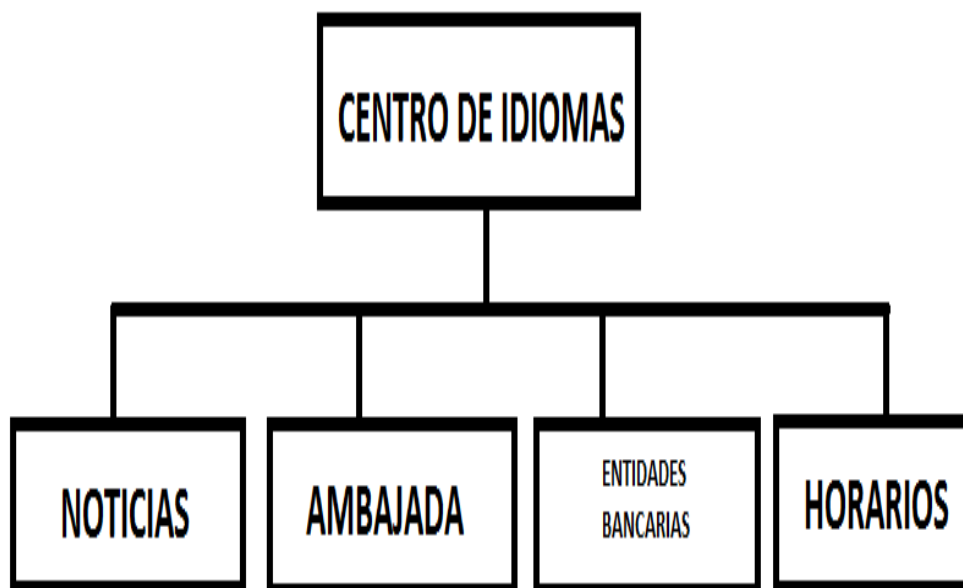 CENTRO DE IDIOMAS
NOTICIAS
AMBAJADA
ENTIDADES
BANCARIAS
HORARIOS